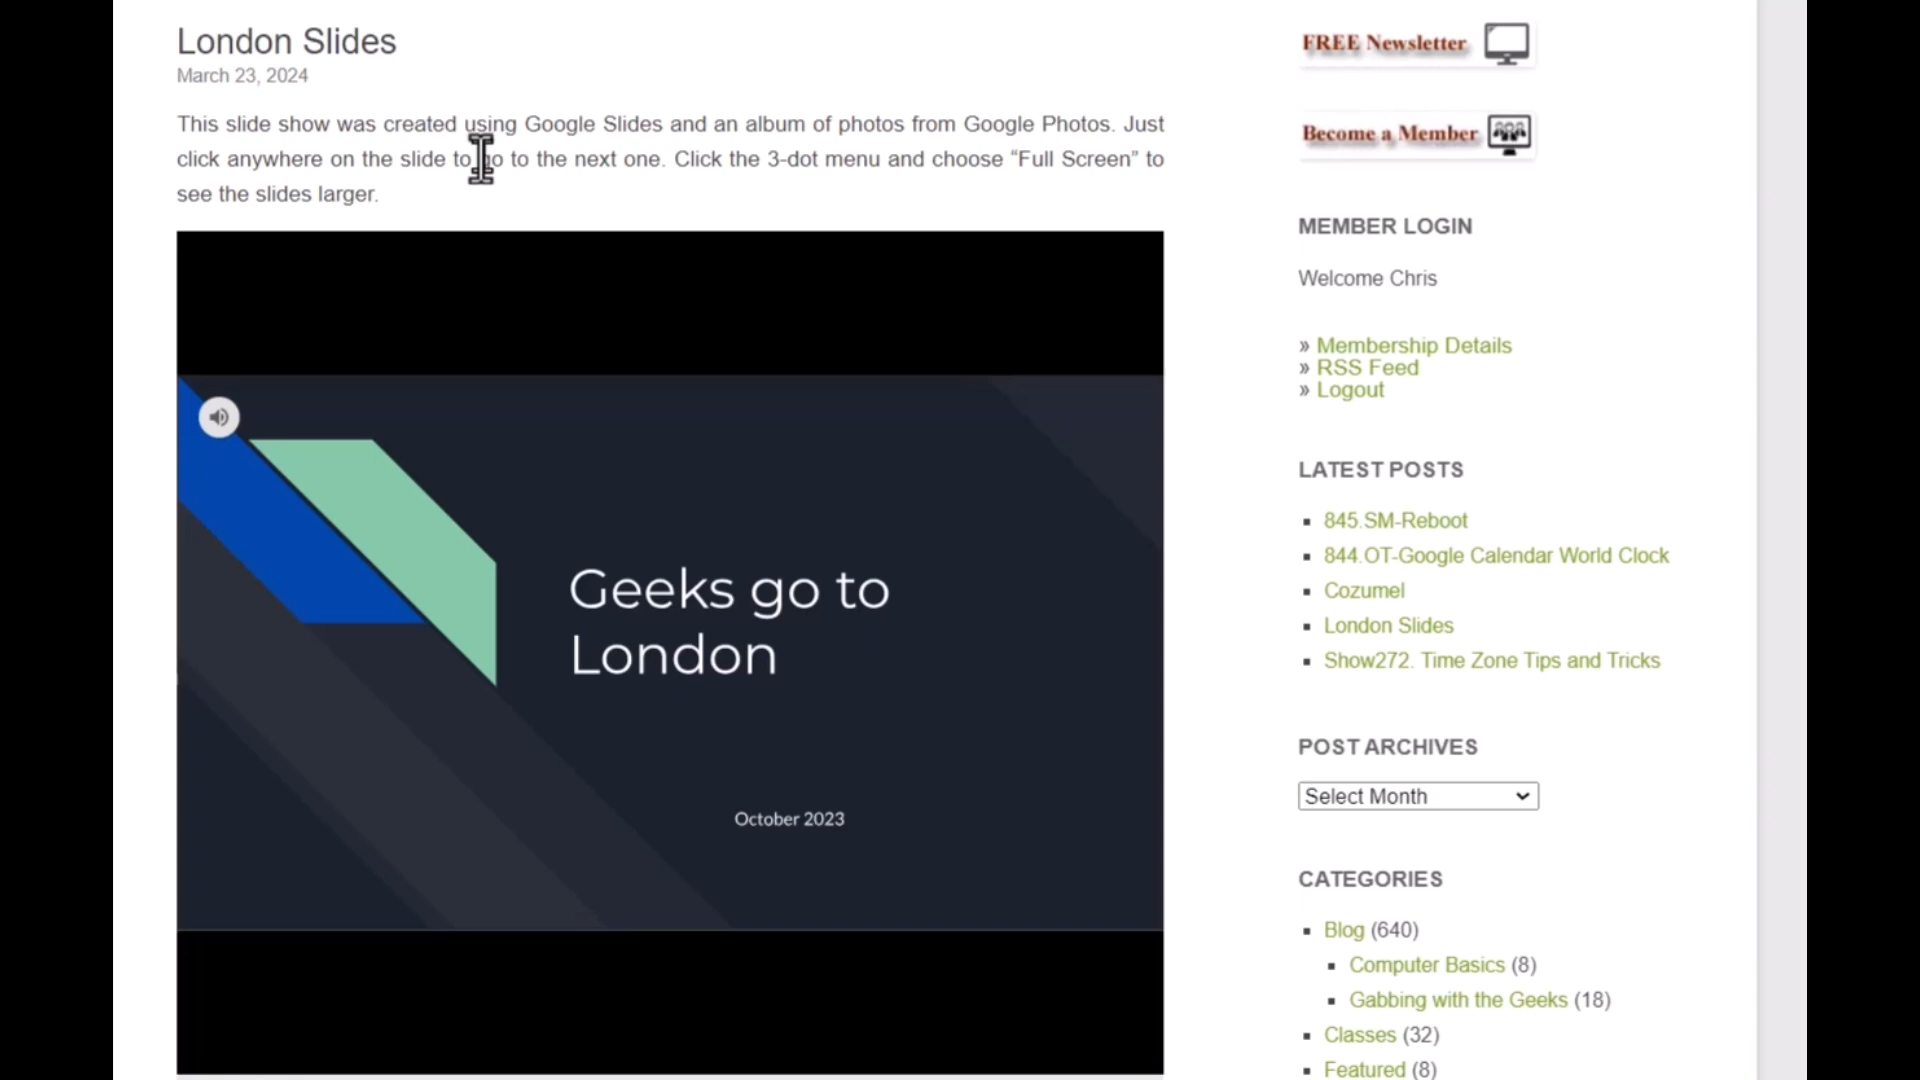 London Slides
March 23, 2024
This slide show was created using Google Slides and an album of photos from Google Photos. Just
click anywhere on the slide to go to the next one. Click the 3-dot menu and choose “Full Screen” to
see the slides larger.
Geeks go to
London
October 2023
FREE Newsletter
Become a Member
MEMBER LOGIN
Welcome Chris
» Membership Details
» RSS Feed
» Logout
LATEST POSTS
845.SM-Reboot
844.OT-Google Calendar World Clock
Cozumel
London Slides
Show272. Time Zone Tips and Tricks
POST ARCHIVES
Select Month
CATEGORIES
Blog (640)
Computer Basics (8)
Gabbing with the Geeks (18)
Classes (32)
Featured (8)